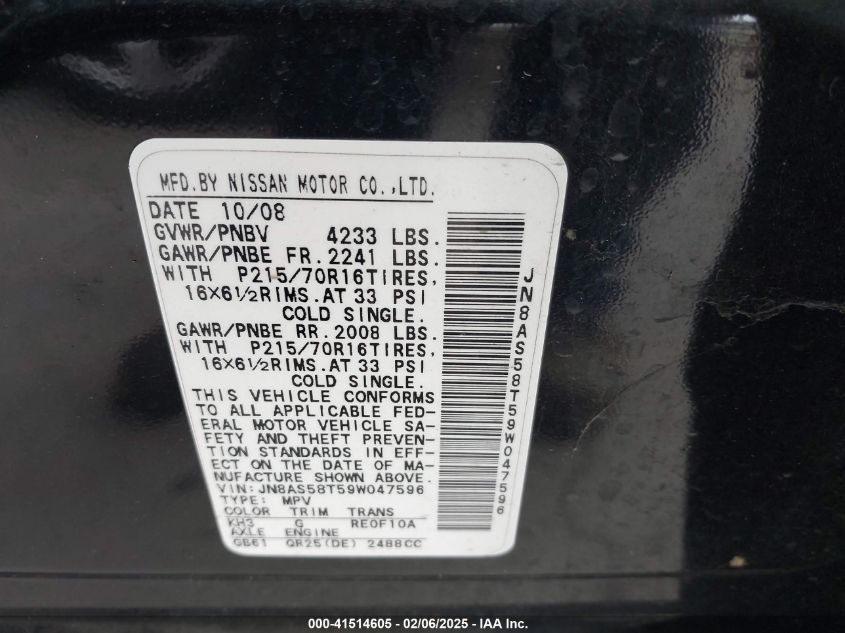 MFD.BY NISSAN MOTOR CO.,LTD.
DATE 10/08
GVWR/PNBV 4233 LBS.
GAWR/PNBE FR. 2241 LBS.
WITH P215/70R16TIRES,
16X6½RIMS.AT 33 PSI
COLD SINGLE.
GAWR/PNBE RR. 2008 LBS.
WITH P215/70R16TIRES,
16X6½RIMS.AT 33 PSI
COLD SINGLE.
THIS VEHICLE CONFORMS
TO ALL APPLICABLE FED-
ERAL MOTOR VEHICLE SA-
FETY AND THEFT PREVEN-
TION STANDARDS IN EFF-
ECT ON THE DATE OF MA-
NUFACTURE SHOWN ABOVE.
VIN: JN8AS58T59W047596
TYPE: MPV
COLOR TRIM TRANS
KH3 G RE0F10A
AXLE ENGINE
GB61 QR25(DE) 2488CC
JN8AS58T59W047596
000-41514605 - 02/06/2025 - © IAA Inc.